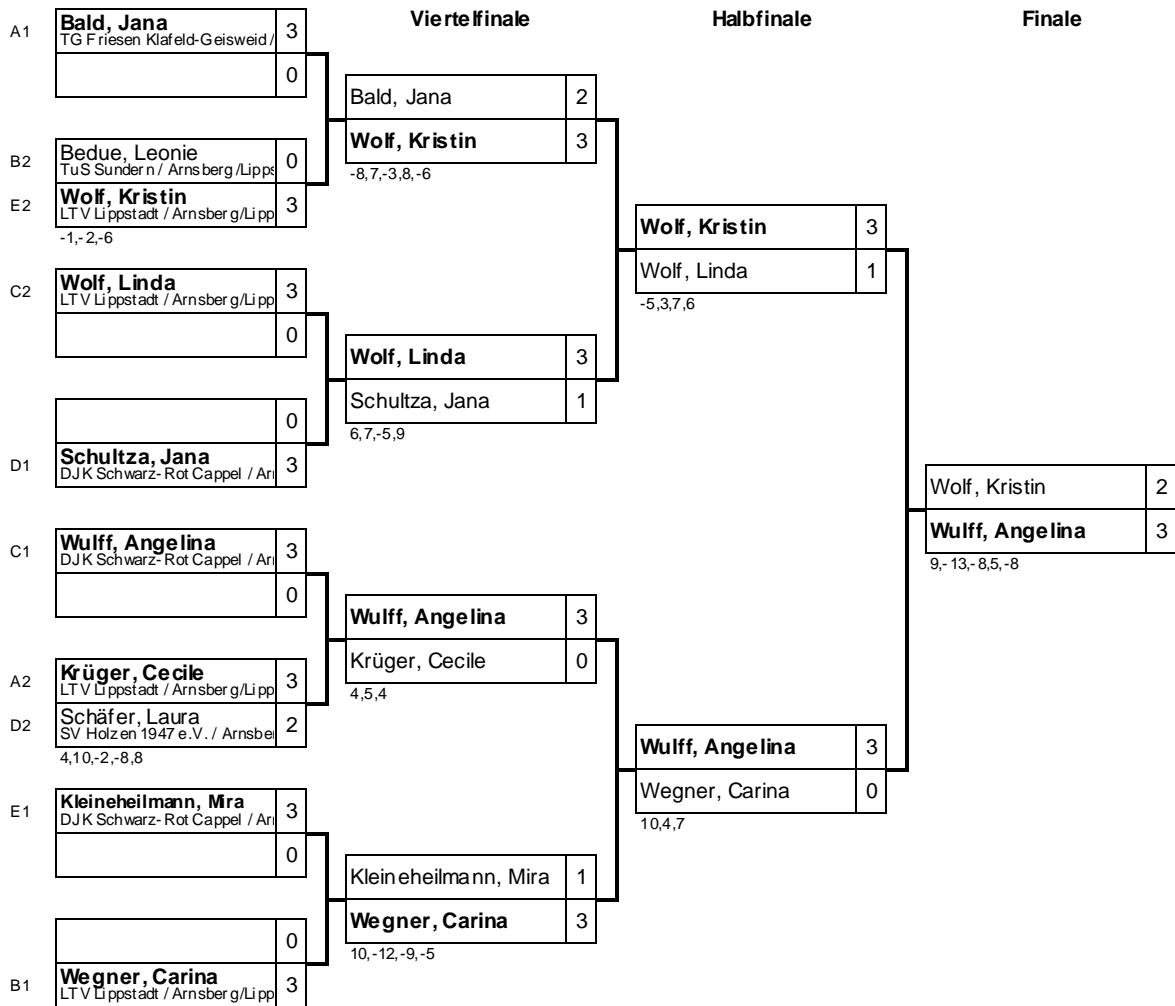 Viertelfinale Halbfinale Finale
A1 Bald, Jana 3
TG Friesen Klafeld-Geisweid /
0
Bald, Jana 2
Wolf, Kristin 3
-8,7,-3,8,-6
B2 Bedue, Leonie 0
TuS Sundern / Arnsberg/Lipps
E2 Wolf, Kristin 3
LTV Lippstadt / Arnsberg/Lipp
-1,-2,-6
Wolf, Kristin 3
Wolf, Linda 1
-5,3,7,6
C2 Wolf, Linda 3
LTV Lippstadt / Arnsberg/Lipp
0
Wolf, Linda 3
Schultza, Jana 1
6,7,-5,9
0
D1 Schultza, Jana 3
DJK Schwarz-Rot Cappel / Arn
Wolf, Kristin 2
Wulff, Angelina 3
9,-13,-8,5,-8
C1 Wulff, Angelina 3
DJK Schwarz-Rot Cappel / Arn
0
Wulff, Angelina 3
Krüger, Cecile 0
4,5,4
A2 Krüger, Cecile 3
LTV Lippstadt / Arnsberg/Lipp
D2 Schäfer, Laura 2
SV Holzen 1947 e.V. / Arnsber
4,10,-2,-8,8
Wulff, Angelina 3
Wegner, Carina 0
10,4,7
E1 Kleineheilmann, Mira 3
DJK Schwarz-Rot Cappel / Arn
0
Kleineheilmann, Mira 1
Wegner, Carina 3
10,-12,-9,-5
0
B1 Wegner, Carina 3
LTV Lippstadt / Arnsberg/Lipp